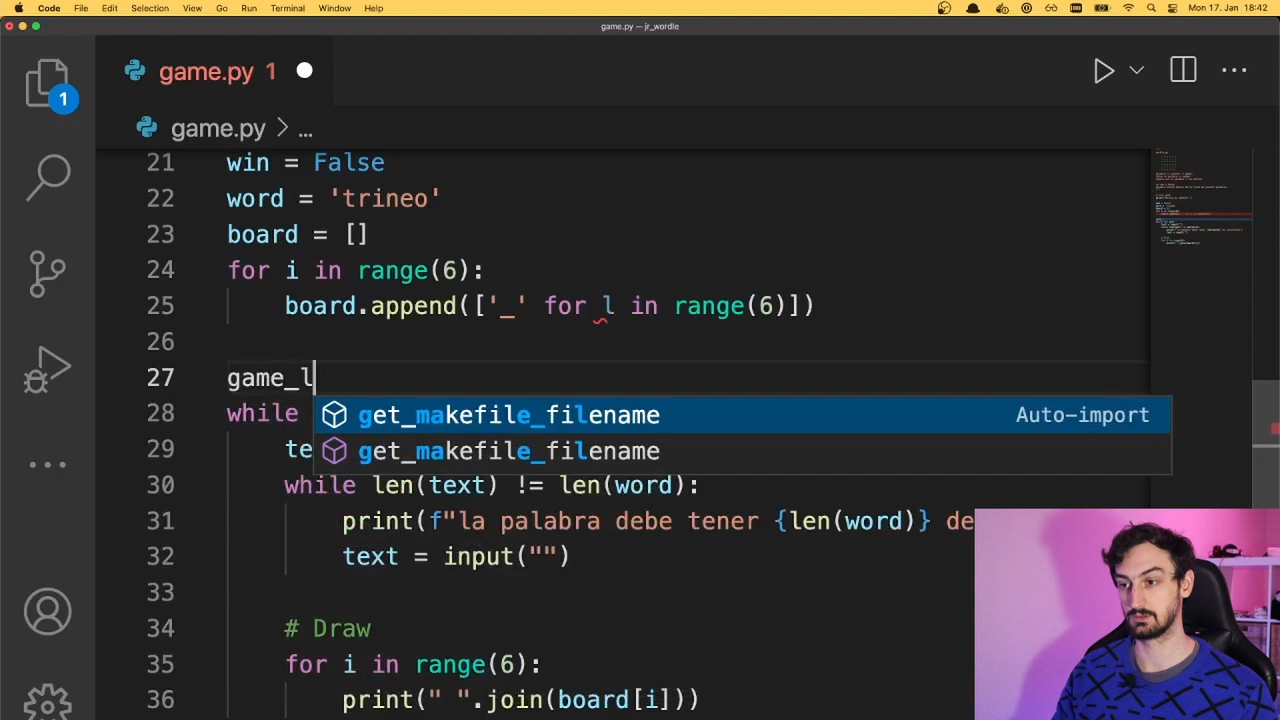 Code File Edit Selection View Go Run Terminal Window Help Mon 17. Jan 18:42
game.py — jr_wordle
game.py 1
1
game.py > ...
21 win = False
22 word = 'trineo'
23 board = []
24 for i in range(6):
25 board.append(['_' for l in range(6)])
26
27 game_l
28 while
get_makefile_filename Auto-import
29 te
get_makefile_filename
30 while len(text) != len(word):
31 print(f"la palabra debe tener {len(word)} de
32 text = input("")
33
34 # Draw
35 for i in range(6):
36 print(" ".join(board[i]))